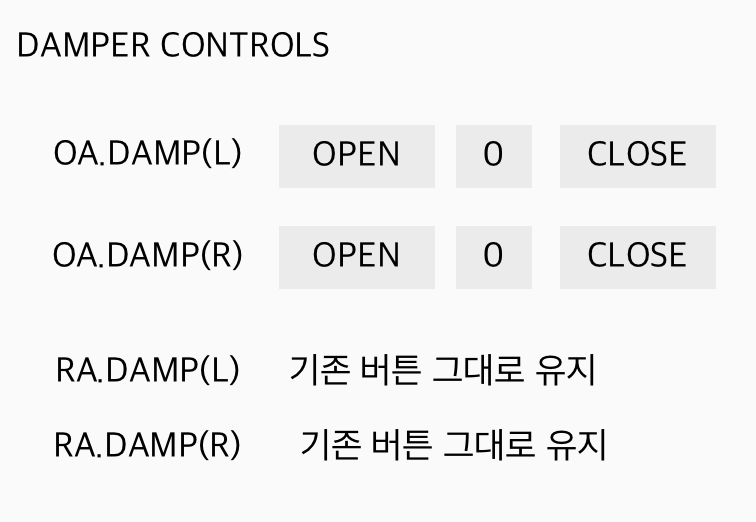 DAMPER CONTROLS
OA.DAMP(L) OPEN 0 CLOSE
OA.DAMP(R) OPEN 0 CLOSE
RA.DAMP(L) 기존 버튼 그대로 유지
RA.DAMP(R) 기존 버튼 그대로 유지